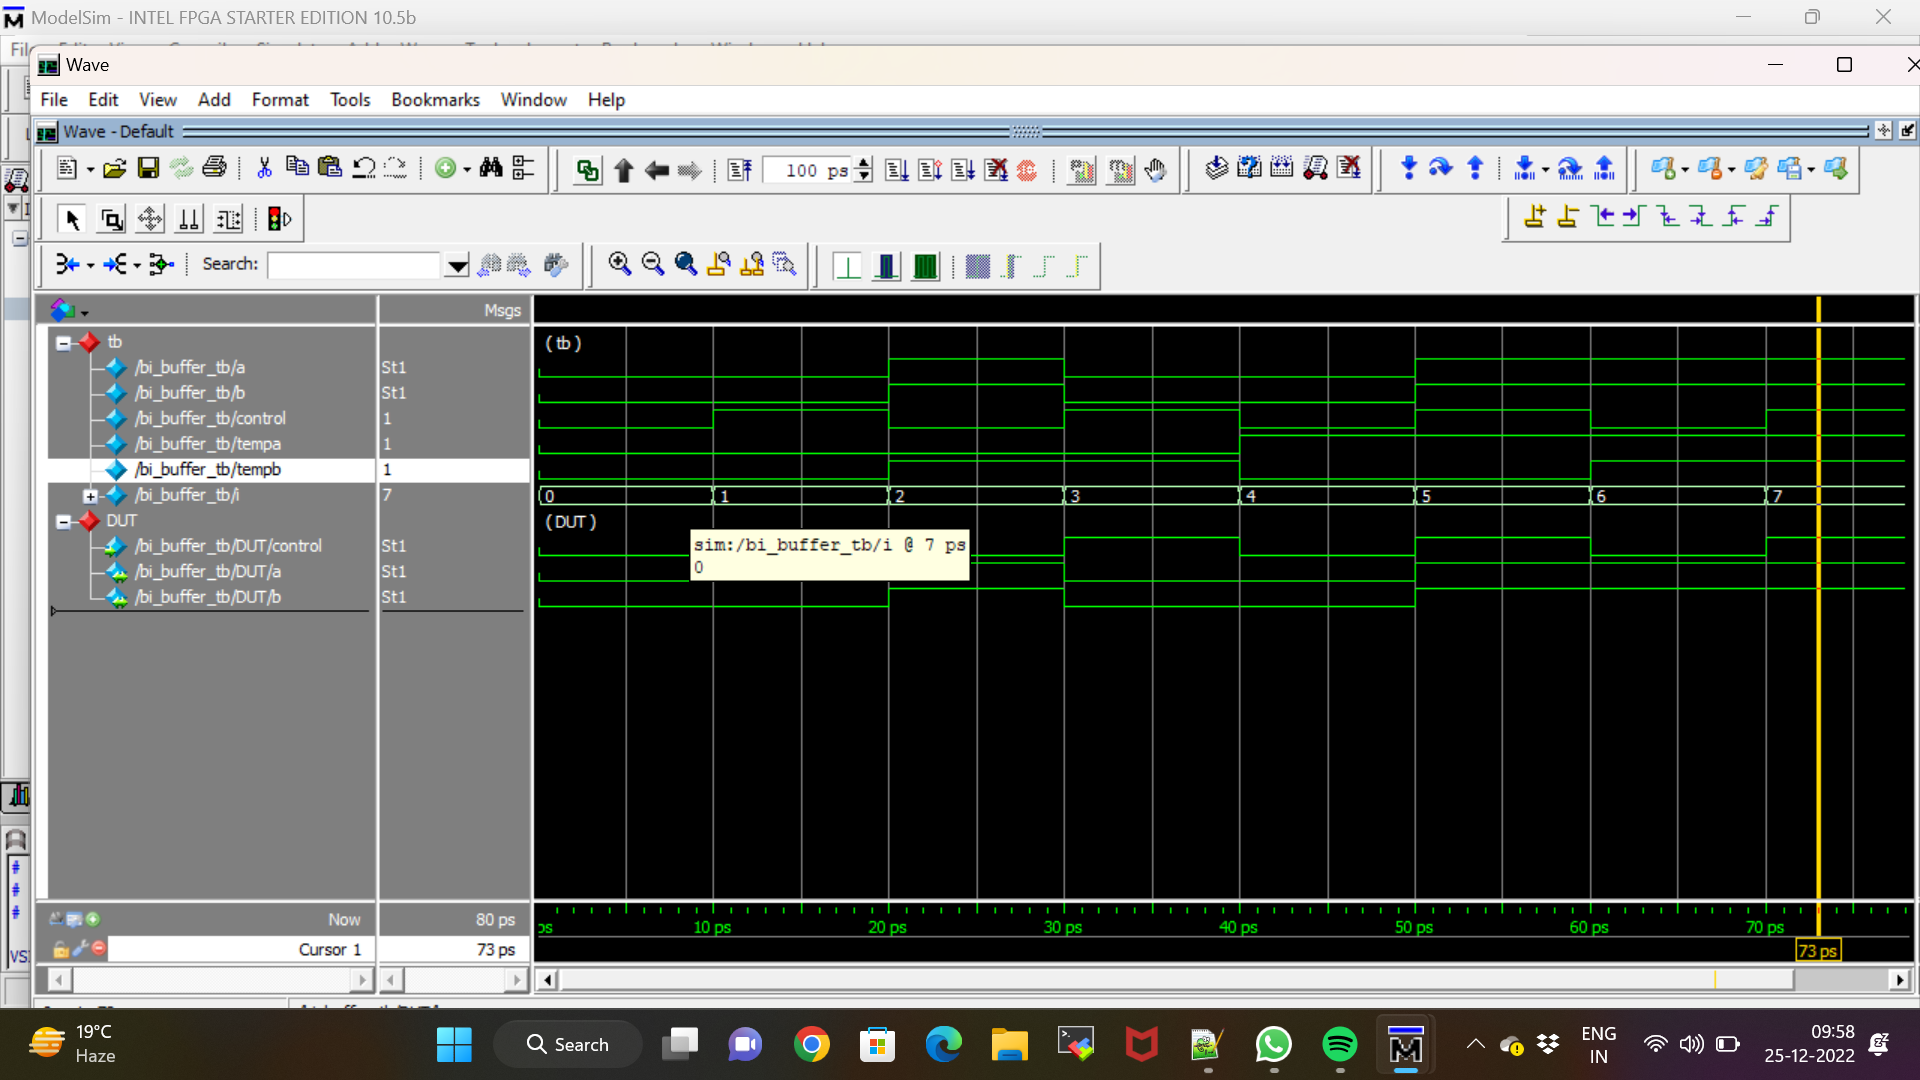 ModelSim - INTEL FPGA STARTER EDITION 10.5b
Wave
File Edit View Add Format Tools Bookmarks Window Help
Wave - Default
100 ps
Search:
Msgs
tb
(tb)
/bi_buffer_tb/a St1
/bi_buffer_tb/b St1
/bi_buffer_tb/control 1
/bi_buffer_tb/tempa 1
/bi_buffer_tb/tempb 1
/bi_buffer_tb/i 7
0 1 2 3 4 5 6 7
DUT
(DUT)
/bi_buffer_tb/DUT/control St1
/bi_buffer_tb/DUT/a St1
/bi_buffer_tb/DUT/b St1
sim:/bi_buffer_tb/i @ 7 ps
0
Now 80 ps
Cursor 1 73 ps
10 ps 20 ps 30 ps 40 ps 50 ps 60 ps 70 ps
73 ps
19°C
Haze
Search
ENG
IN
09:58
25-12-2022